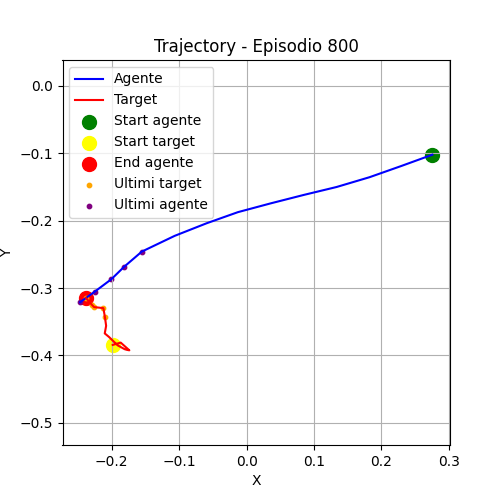 Trajectory - Episodio 800
Agente
Target
Start agente
Start target
End agente
Ultimi target
Ultimi agente
0.0
−0.1
−0.2
−0.3
−0.4
−0.5
Y
−0.2
−0.1
0.0
0.1
0.2
0.3
X